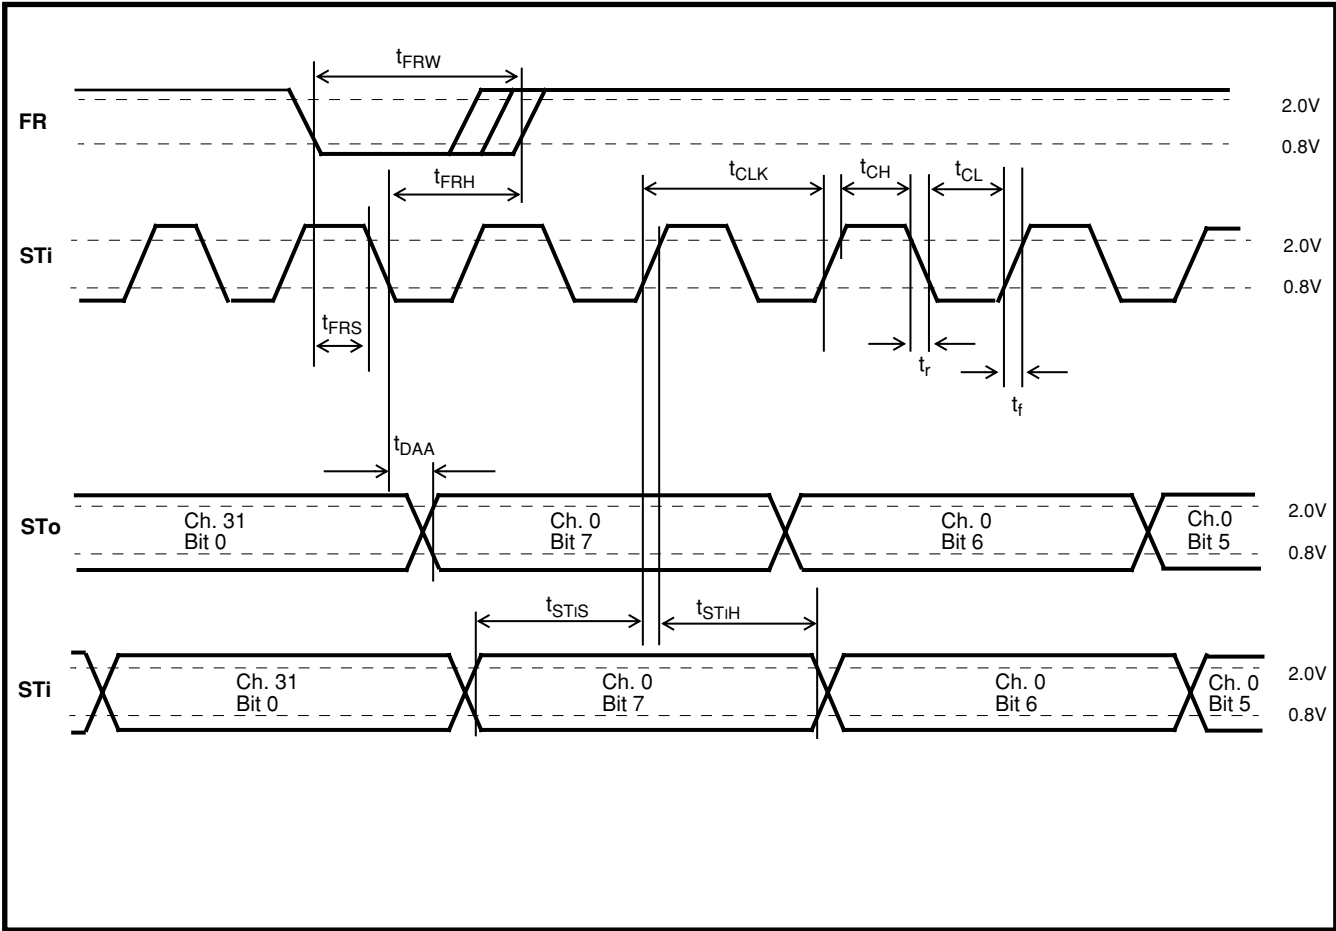 tFRW
2.0V
FR
0.8V
tFRH
tCLK
tCH
tCL
2.0V
STi
0.8V
tFRS
tr
tf
tDAA
Ch. 31
Bit 0
Ch. 0
Bit 7
Ch. 0
Bit 6
Ch.0
Bit 5
2.0V
STo
0.8V
tSTiS
tSTiH
Ch. 31
Bit 0
Ch. 0
Bit 7
Ch. 0
Bit 6
Ch. 0
Bit 5
2.0V
STi
0.8V